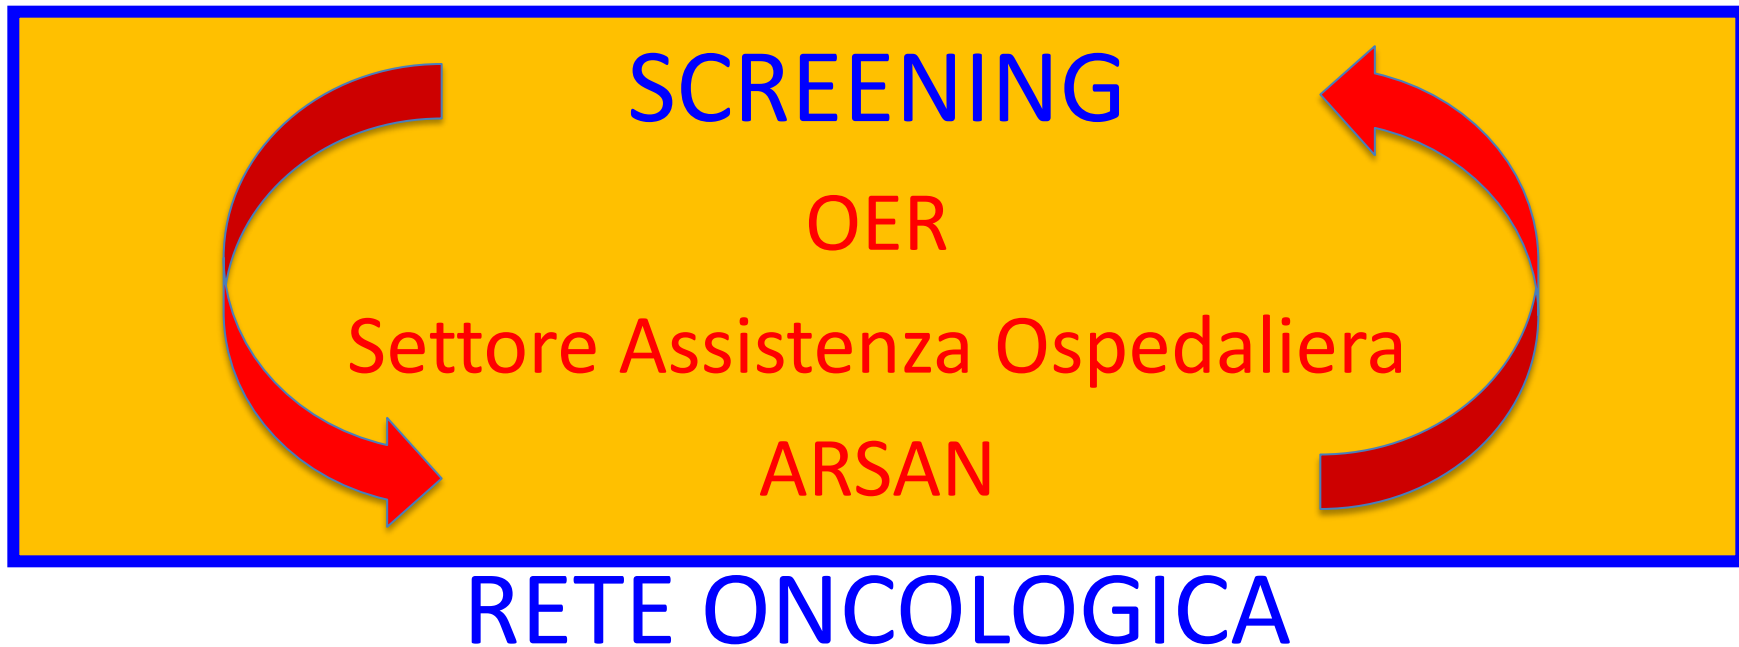 SCREENING
OER
Settore Assistenza Ospedaliera
ARSAN
RETE ONCOLOGICA